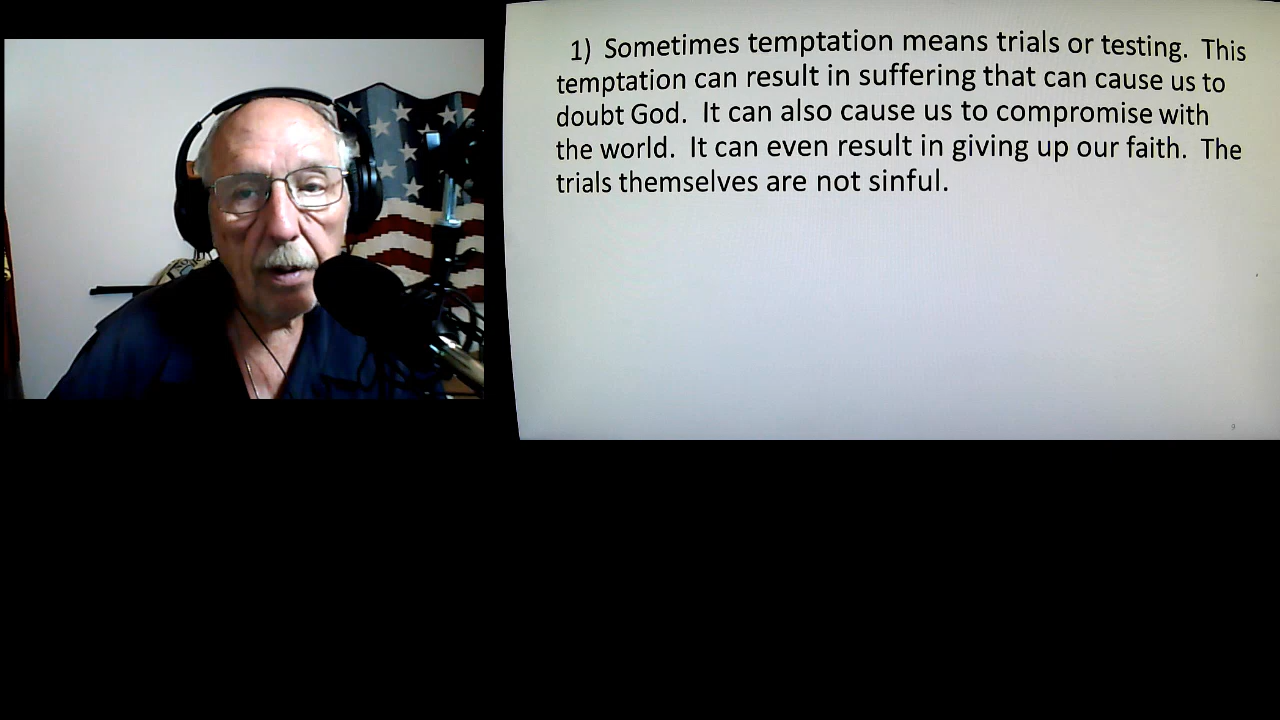 1) Sometimes temptation means trials or testing. This
temptation can result in suffering that can cause us to
doubt God. It can also cause us to compromise with
the world. It can even result in giving up our faith. The
trials themselves are not sinful.
9